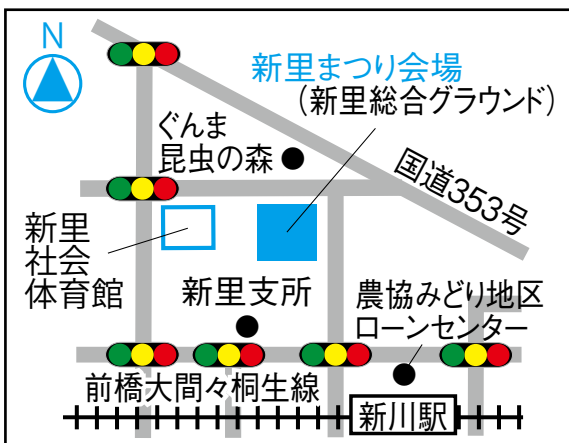 N
新里まつり会場
(新里総合グラウンド)
ぐんま
昆虫の森
国道353号
新里
社会
体育館
新里支所
農協みどり地区
ローンセンター
前橋大間々桐生線
新川駅